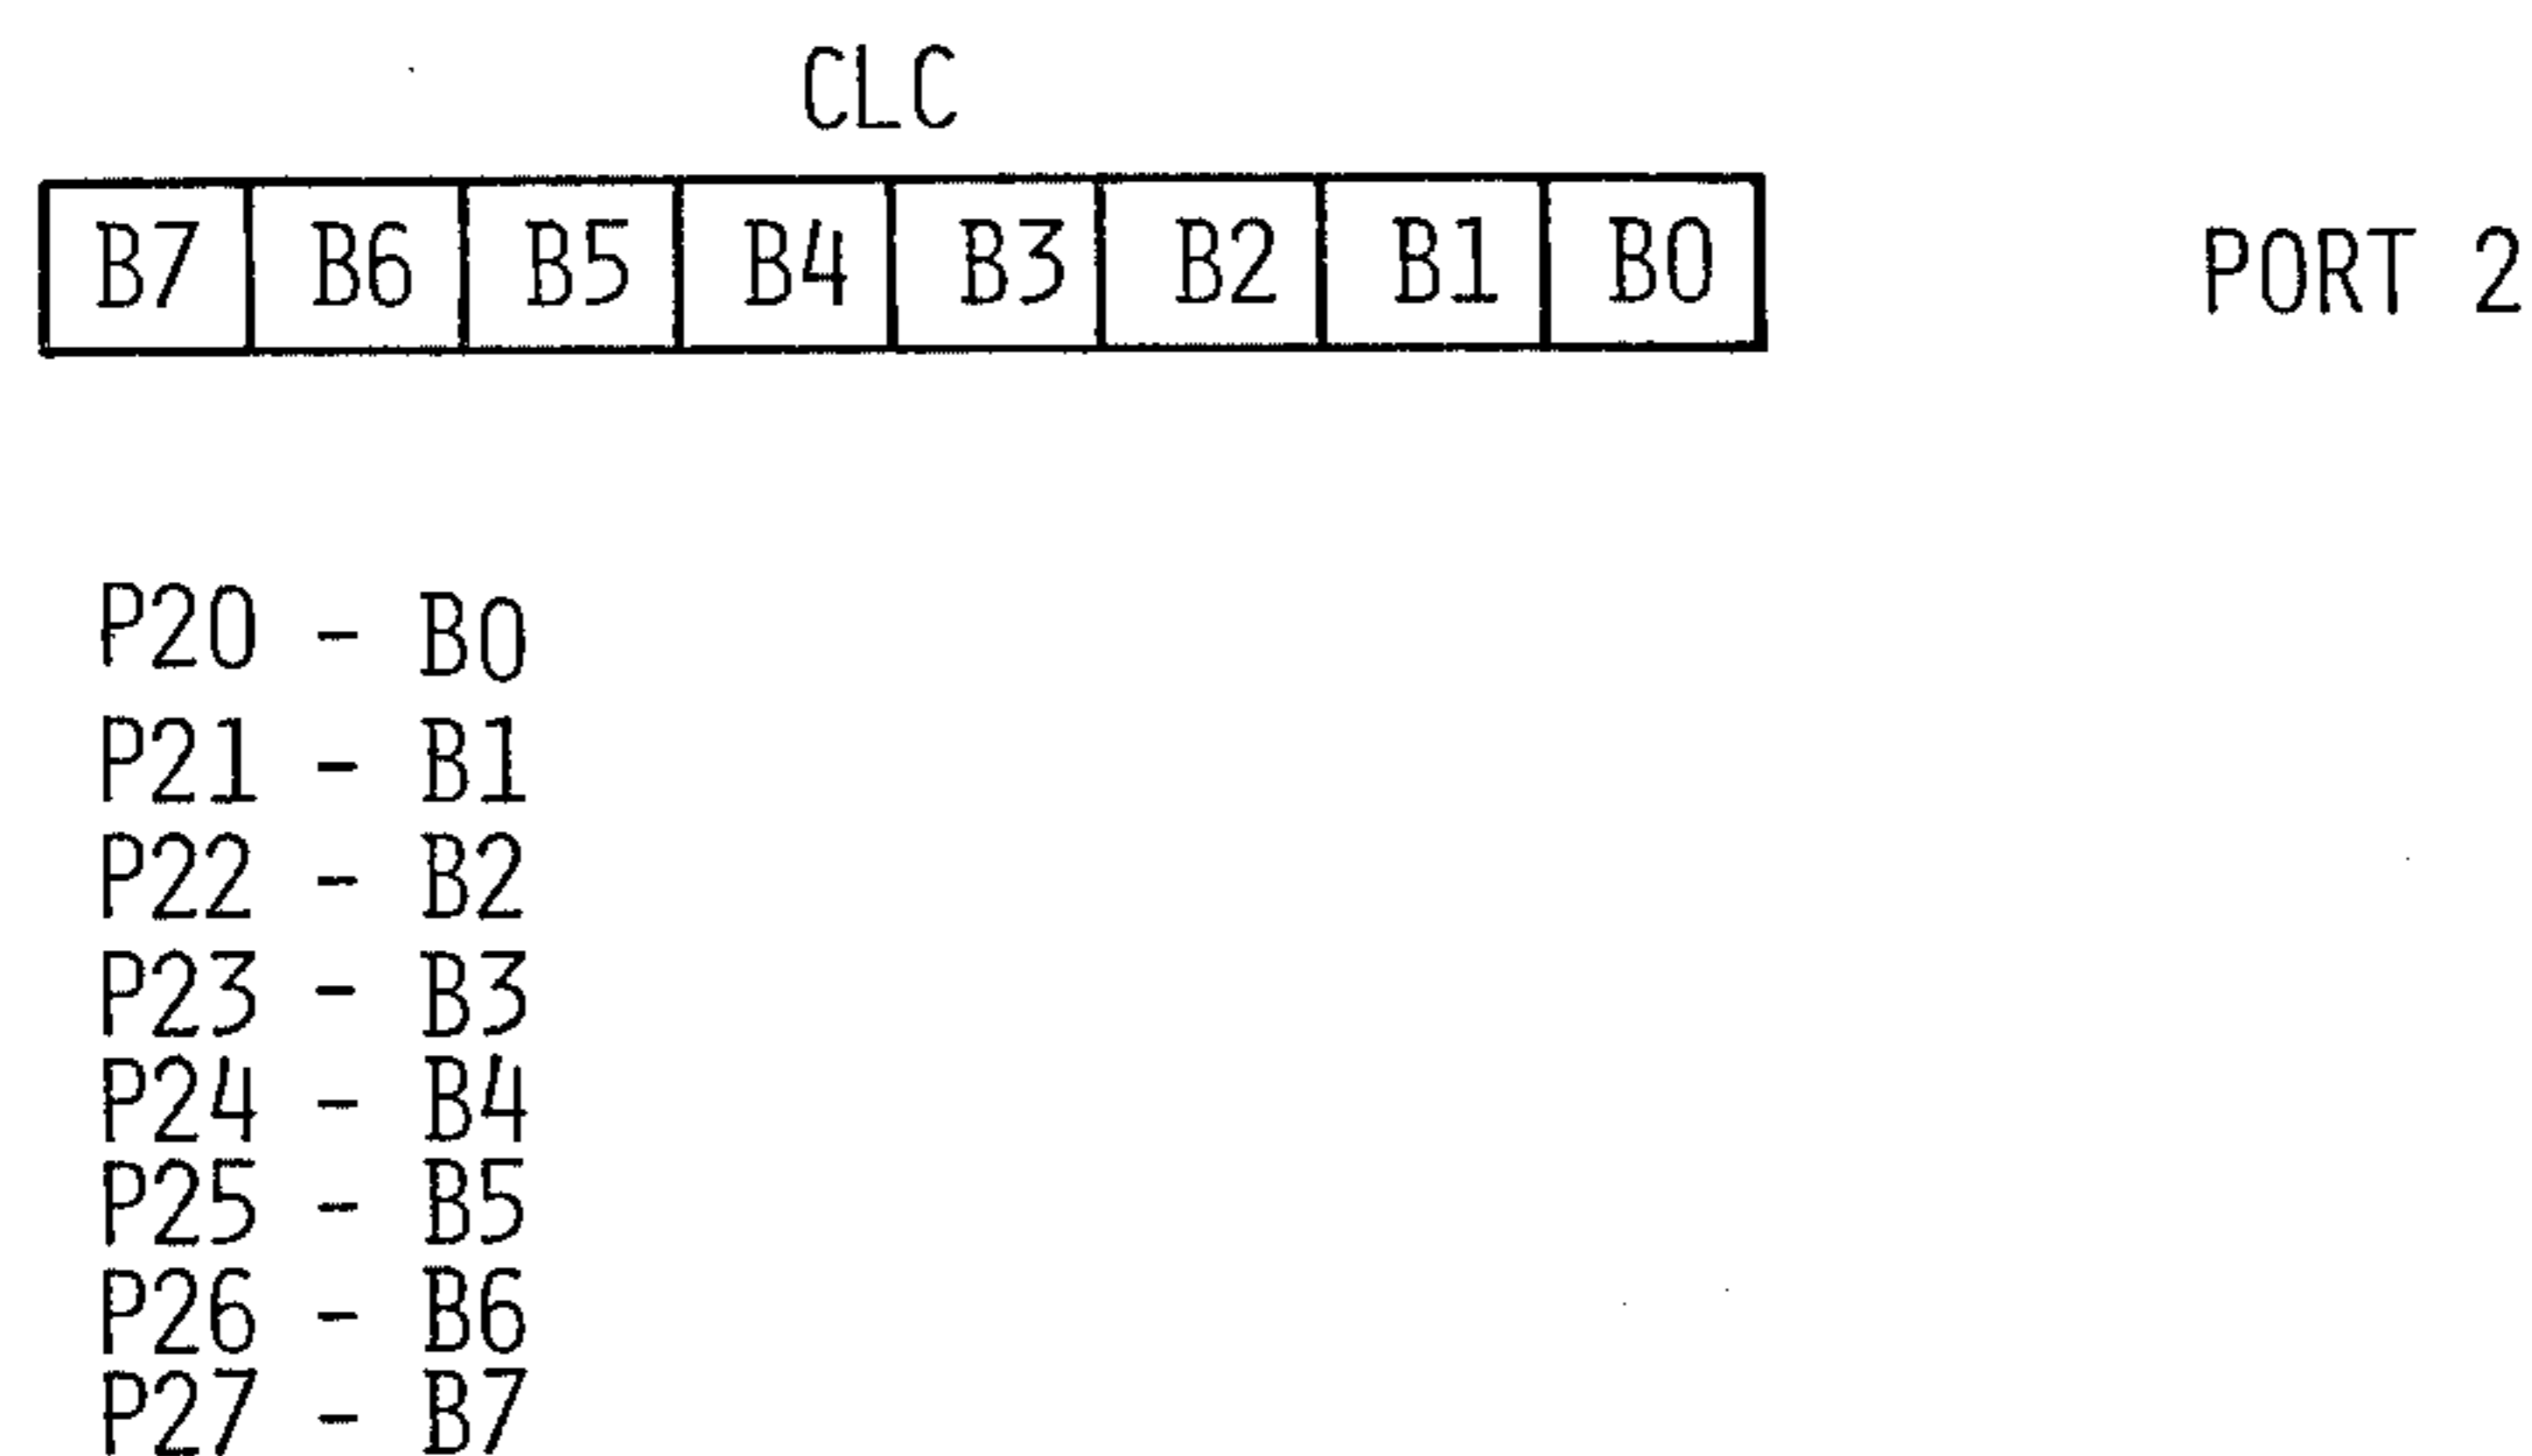 CLC
B7 B6 B5 B4 B3 B2 B1 B0 PORT 2
P20 - B0
P21 - B1
P22 - B2
P23 - B3
P24 - B4
P25 - B5
P26 - B6
P27 - B7